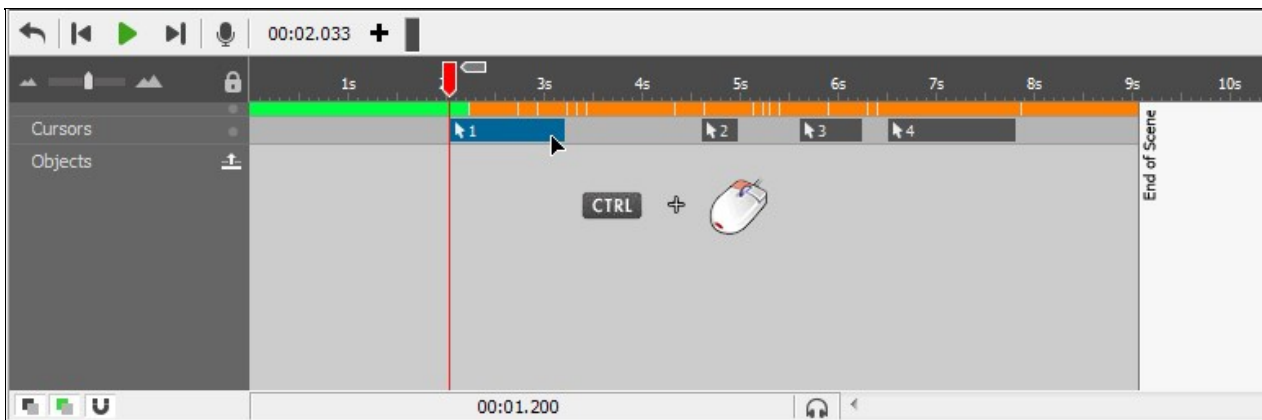 00:02.033
1s 2 3s 4s 5s 6s 7s 8s 9s 10s
Cursors 1 2 3 4
Objects
End of Scene
CTRL +
00:01.200